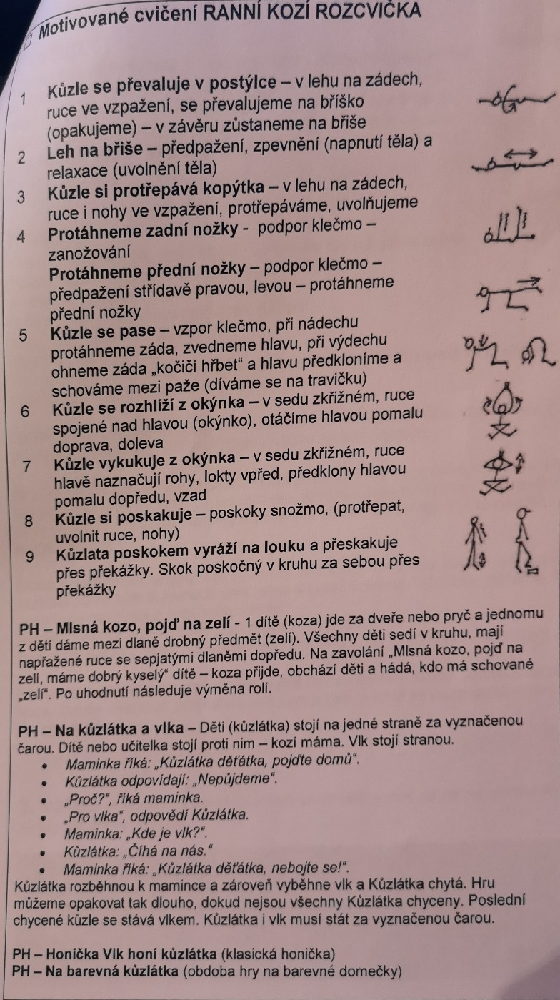 Motivované cvičení RANNÍ KOZÍ ROZCVIČKA
1 Kůzle se převaluje v postýlce – v lehu na zádech,
ruce ve vzpažení, se převalujeme na bříško
(opakujeme) – v závěru zůstaneme na břiše
2 Leh na břiše – předpažení, zpevnění (napnutí těla) a
relaxace (uvolnění těla)
3 Kůzle si protřepává kopýtka – v lehu na zádech,
ruce i nohy ve vzpažení, protřepáváme, uvolňujeme
4 Protáhneme zadní nožky - podpor klečmo –
zanožování
Protáhneme přední nožky – podpor klečmo –
předpažení střídavě pravou, levou – protáhneme
přední nožky
5 Kůzle se pase – vzpor klečmo, při nádechu
protáhneme záda, zvedneme hlavu, při výdechu
ohneme záda „kočičí hřbet“ a hlavu předkloníme a
schováme mezi paže (díváme se na travičku)
6 Kůzle se rozhlíží z okýnka – v sedu zkřižném, ruce
spojené nad hlavou (okýnko), otáčíme hlavou pomalu
doprava, doleva
7 Kůzle vykukuje z okýnka – v sedu zkřižném, ruce
hlavě naznačují rohy, lokty vpřed, předklony hlavou
pomalu dopředu, vzad
8 Kůzle si poskakuje – poskoky snožmo, (protřepat,
uvolnit ruce, nohy)
9 Kůzlata poskokem vyráží na louku a přeskakuje
přes překážky. Skok poskočný v kruhu za sebou přes
překážky
PH – Mlsná kozo, pojď na zelí - 1 dítě (koza) jde za dveře nebo pryč a jednomu
z dětí dáme mezi dlaně drobný předmět (zelí). Všechny děti sedí v kruhu, mají
napřažené ruce se sepjatými dlaněmi dopředu. Na zavolání „Mlsná kozo, pojď na
zelí, máme dobrý kyselý“ dítě – koza přijde, obchází děti a hádá, kdo má schované
„zelí“. Po uhodnutí následuje výměna rolí.
PH – Na kůzlátka a vlka – Děti (kůzlátka) stojí na jedné straně za vyznačenou
čarou. Dítě nebo učitelka stojí proti nim – kozí máma. Vlk stojí stranou.
• Maminka říká: „Kůzlátka děťátka, pojďte domů“.
• Kůzlátka odpovídají: „Nepůjdeme“.
• „Proč?“, říká maminka.
• „Pro vlka“, odpovědí Kůzlátka.
• Maminka: „Kde je vlk?“.
• Kůzlátka: „Číhá na nás.“
• Maminka říká: „Kůzlátka děťátka, nebojte se!“.
Kůzlátka rozběhnou k mamince a zároveň vyběhne vlk a Kůzlátka chytá. Hru
můžeme opakovat tak dlouho, dokud nejsou všechny Kůzlátka chyceny. Poslední
chycené kůzle se stává vlkem. Kůzlátka i vlk musí stát za vyznačenou čarou.
PH – Honička Vlk honí kůzlátka (klasická honička)
PH – Na barevná kůzlátka (obdoba hry na barevné domečky)